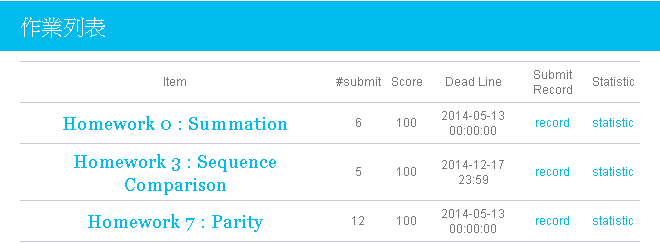 作業列表
Item #submit Score Dead Line Submit Record Statistic
Homework 0 : Summation 6 100 2014-05-13 00:00:00 record statistic
Homework 3 : Sequence Comparison 5 100 2014-12-17 23:59 record statistic
Homework 7 : Parity 12 100 2014-05-13 00:00:00 record statistic